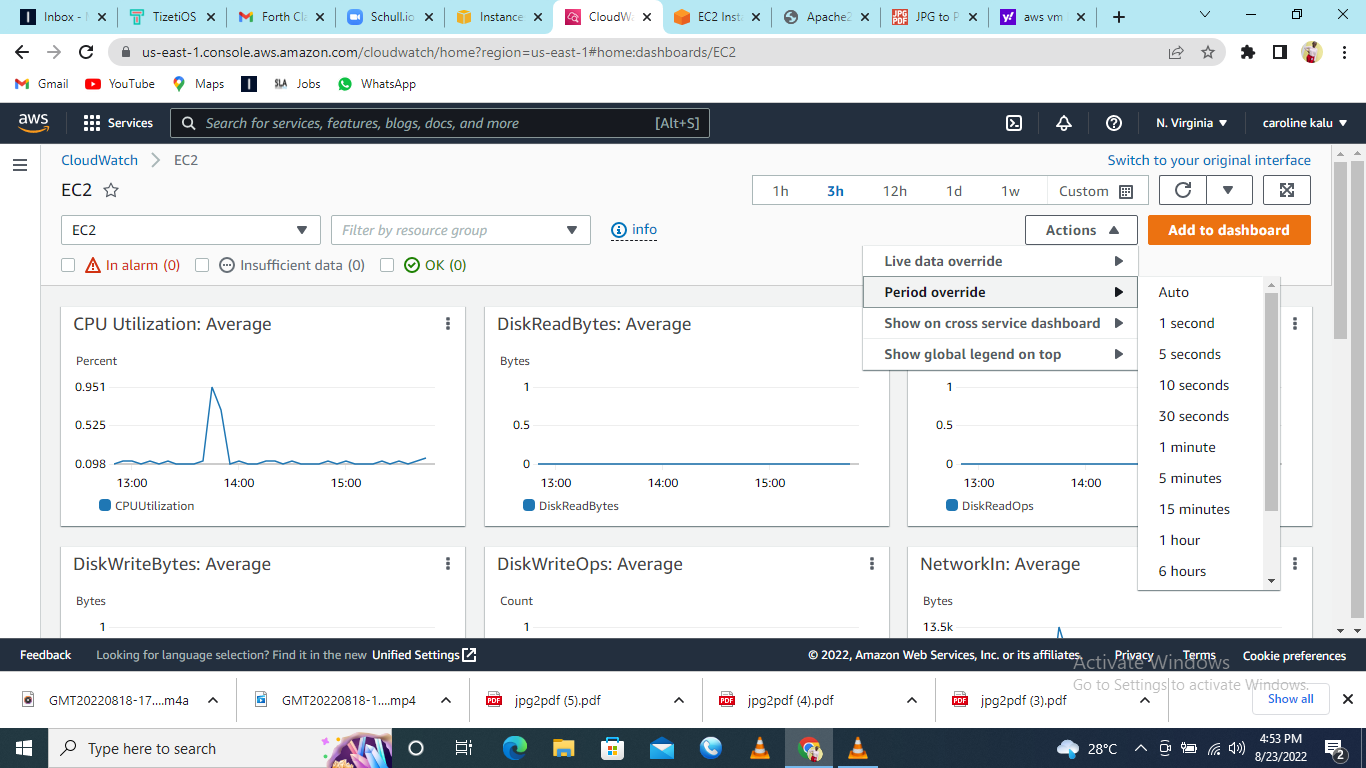 Inbox -
TizetiOS
Forth Cl
Schull.io
Instance
CloudWa
EC2 Inst
Apache2
JPG to P
aws vm
us-east-1.console.aws.amazon.com/cloudwatch/home?region=us-east-1#home:dashboards/EC2
Gmail YouTube Maps SLA Jobs WhatsApp
aws Services Search for services, features, blogs, docs, and more [Alt+S] N. Virginia caroline kalu
CloudWatch EC2 Switch to your original interface
EC2 1h 3h 12h 1d 1w Custom
EC2 Filter by resource group info Actions Add to dashboard
In alarm (0) Insufficient data (0) OK (0)
Live data override
Period override
Show on cross service dashboard
Show global legend on top
Auto
1 second
5 seconds
10 seconds
30 seconds
1 minute
5 minutes
15 minutes
1 hour
6 hours
CPU Utilization: Average
Percent
0.951
0.525
0.098
13:00 14:00 15:00
CPUUtilization
DiskReadBytes: Average
Bytes
1
0.5
0
13:00 14:00 15:00
DiskReadBytes
1
0.5
0
13:00 14:00
DiskReadOps
DiskWriteBytes: Average
Bytes
1
DiskWriteOps: Average
Count
1
NetworkIn: Average
Bytes
13.5k
Feedback Looking for language selection? Find it in the new Unified Settings © 2022, Amazon Web Services, Inc. or its affiliates. Privacy Terms Cookie preferences
Activate Windows
Go to Settings to activate Windows.
GMT20220818-17....m4a GMT20220818-1....mp4 jpg2pdf (5).pdf jpg2pdf (4).pdf jpg2pdf (3).pdf Show all
PDF PDF PDF
Type here to search 28°C 4:53 PM
8/23/2022
2